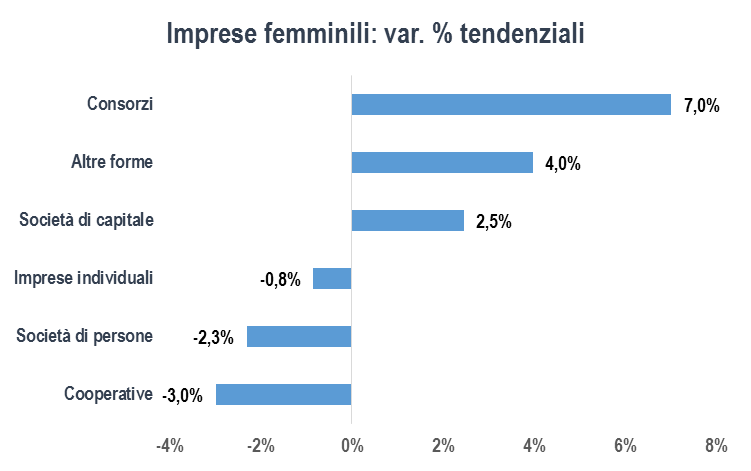 Imprese femminili: var. % tendenziali
Consorzi 7,0%
Altre forme 4,0%
Società di capitale 2,5%
Imprese individuali -0,8%
Società di persone -2,3%
Cooperative -3,0%
-4% -2% 0% 2% 4% 6% 8%